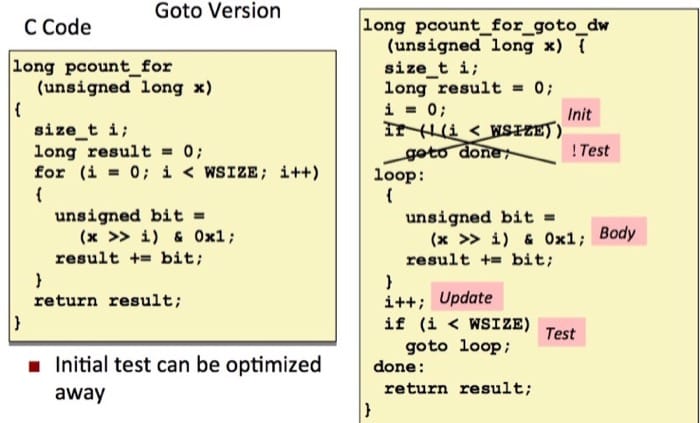 Goto Version
C Code
long pcount_for
(unsigned long x)
{
size_t i;
long result = 0;
for (i = 0; i < WSIZE; i++)
{
unsigned bit =
(x >> i) & 0x1;
result += bit;
}
return result;
}
Initial test can be optimized
away
long pcount_for_goto_dw
(unsigned long x) {
size_t i;
long result = 0;
i = 0;
Init
if (!(i < WSIZE))
goto done;
! Test
loop:
{
unsigned bit =
(x >> i) & 0x1;
Body
result += bit;
}
i++;
Update
if (i < WSIZE)
Test
goto loop;
done:
return result;
}